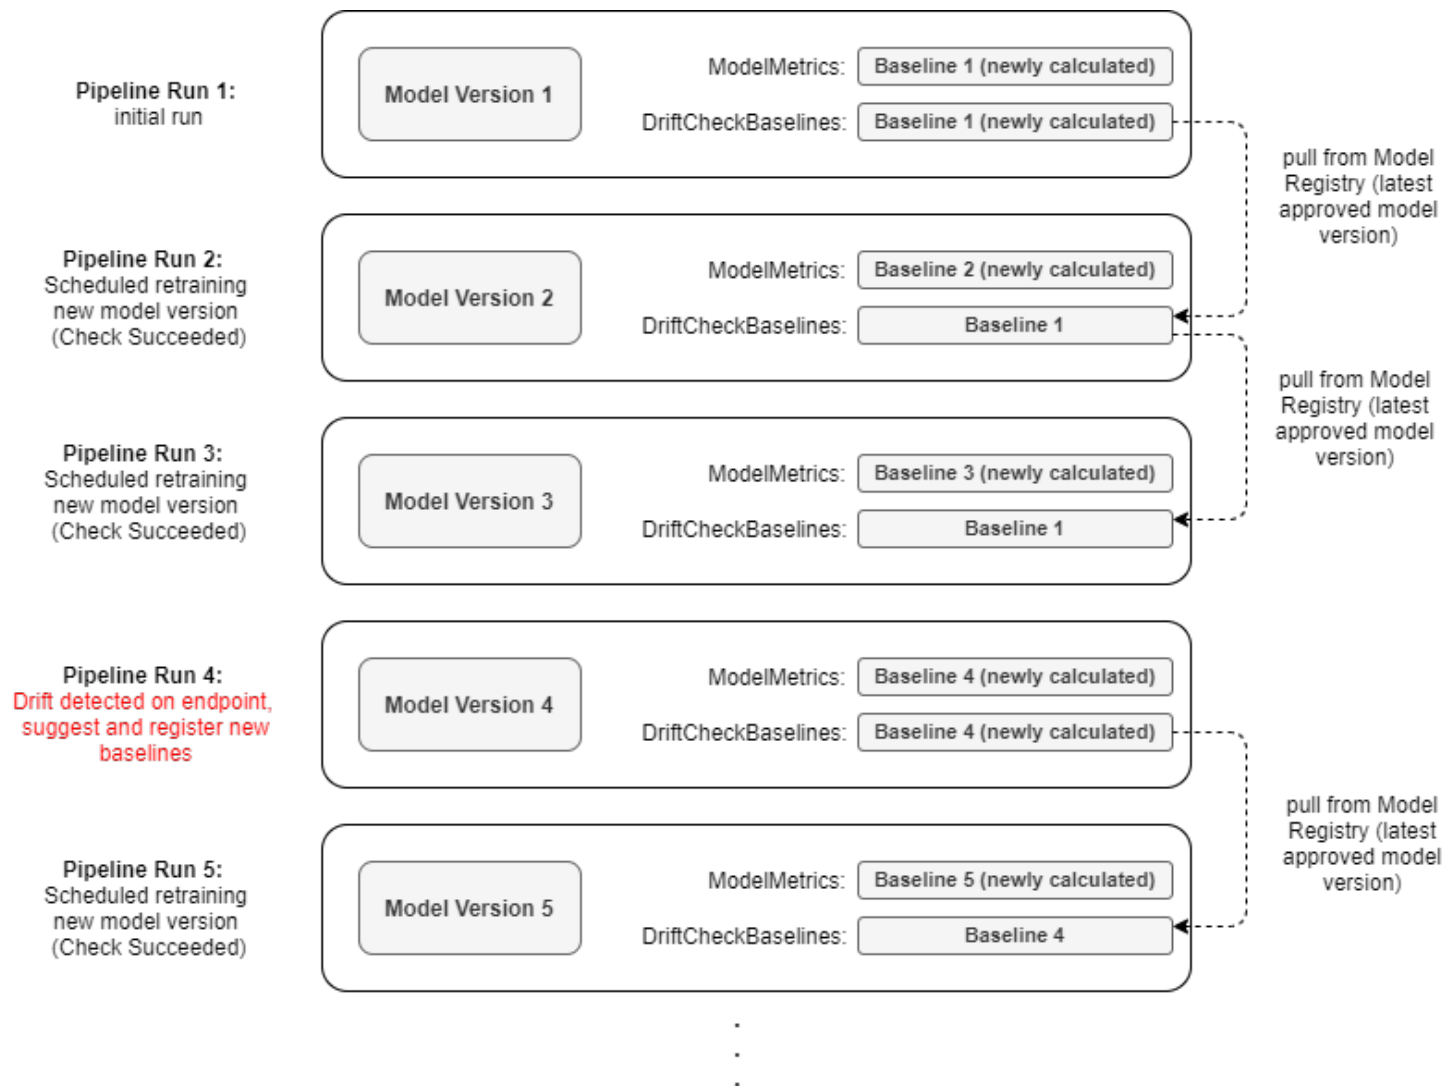 Pipeline Run 1:
initial run
Model Version 1
ModelMetrics:
Baseline 1 (newly calculated)
DriftCheckBaselines:
Baseline 1 (newly calculated)
pull from Model
Registry (latest
approved model
version)
Pipeline Run 2:
Scheduled retraining
new model version
(Check Succeeded)
Model Version 2
ModelMetrics:
Baseline 2 (newly calculated)
DriftCheckBaselines:
Baseline 1
pull from Model
Registry (latest
approved model
version)
Pipeline Run 3:
Scheduled retraining
new model version
(Check Succeeded)
Model Version 3
ModelMetrics:
Baseline 3 (newly calculated)
DriftCheckBaselines:
Baseline 1
Pipeline Run 4:
Drift detected on endpoint,
suggest and register new
baselines
Model Version 4
ModelMetrics:
Baseline 4 (newly calculated)
DriftCheckBaselines:
Baseline 4 (newly calculated)
pull from Model
Registry (latest
approved model
version)
Pipeline Run 5:
Scheduled retraining
new model version
(Check Succeeded)
Model Version 5
ModelMetrics:
Baseline 5 (newly calculated)
DriftCheckBaselines:
Baseline 4
.
.
.